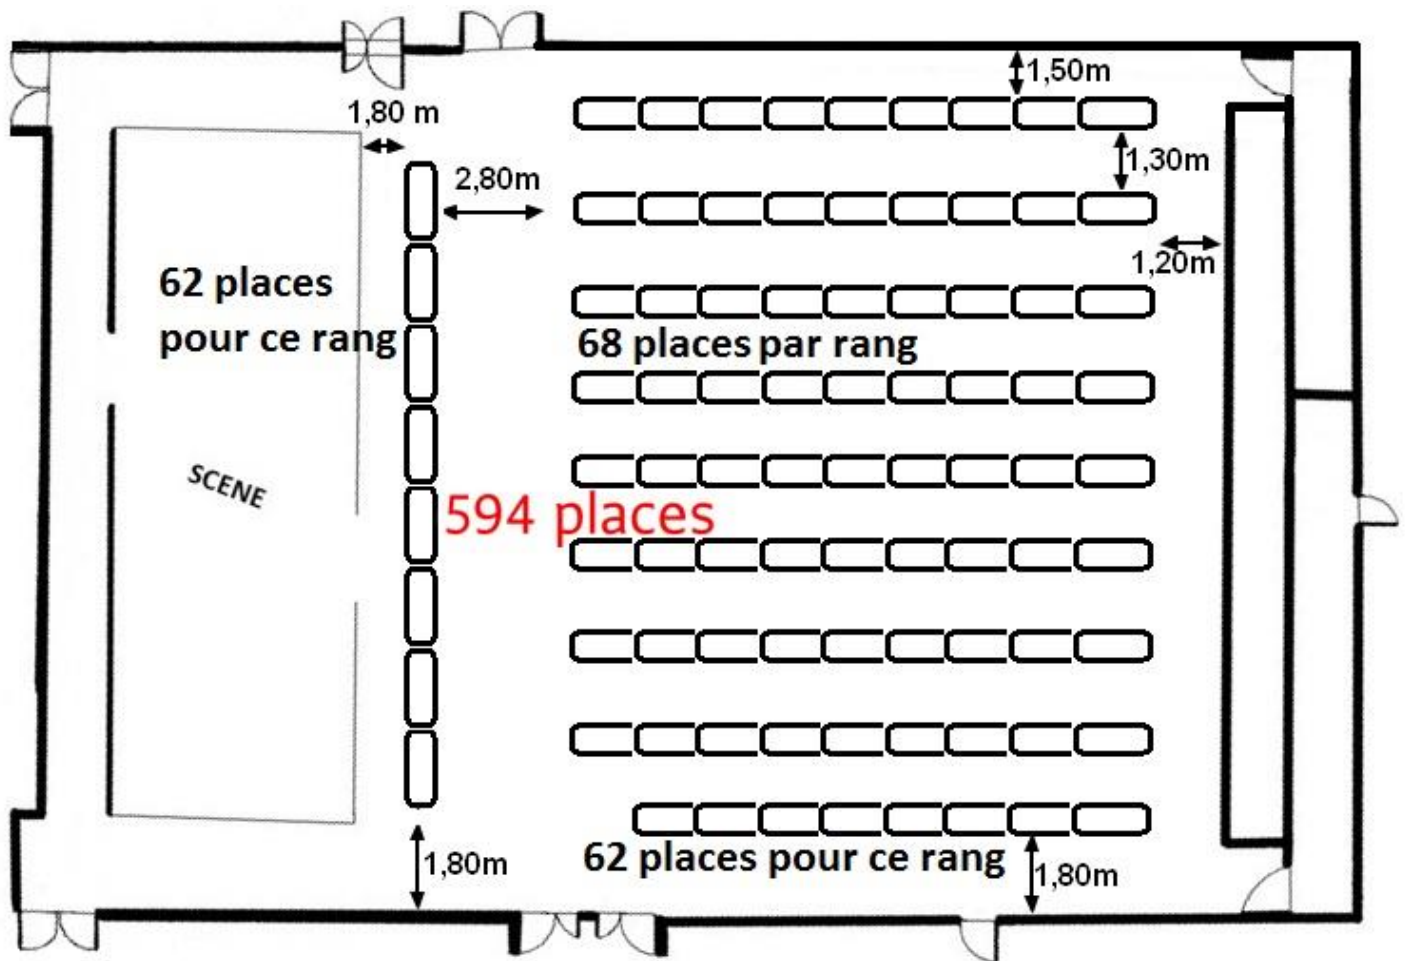 1,50m
1,80 m
1,30m
2,80m
1,20m
62 places
pour ce rang
68 places par rang
SCENE
594 places
62 places pour ce rang
1,80m
1,80m